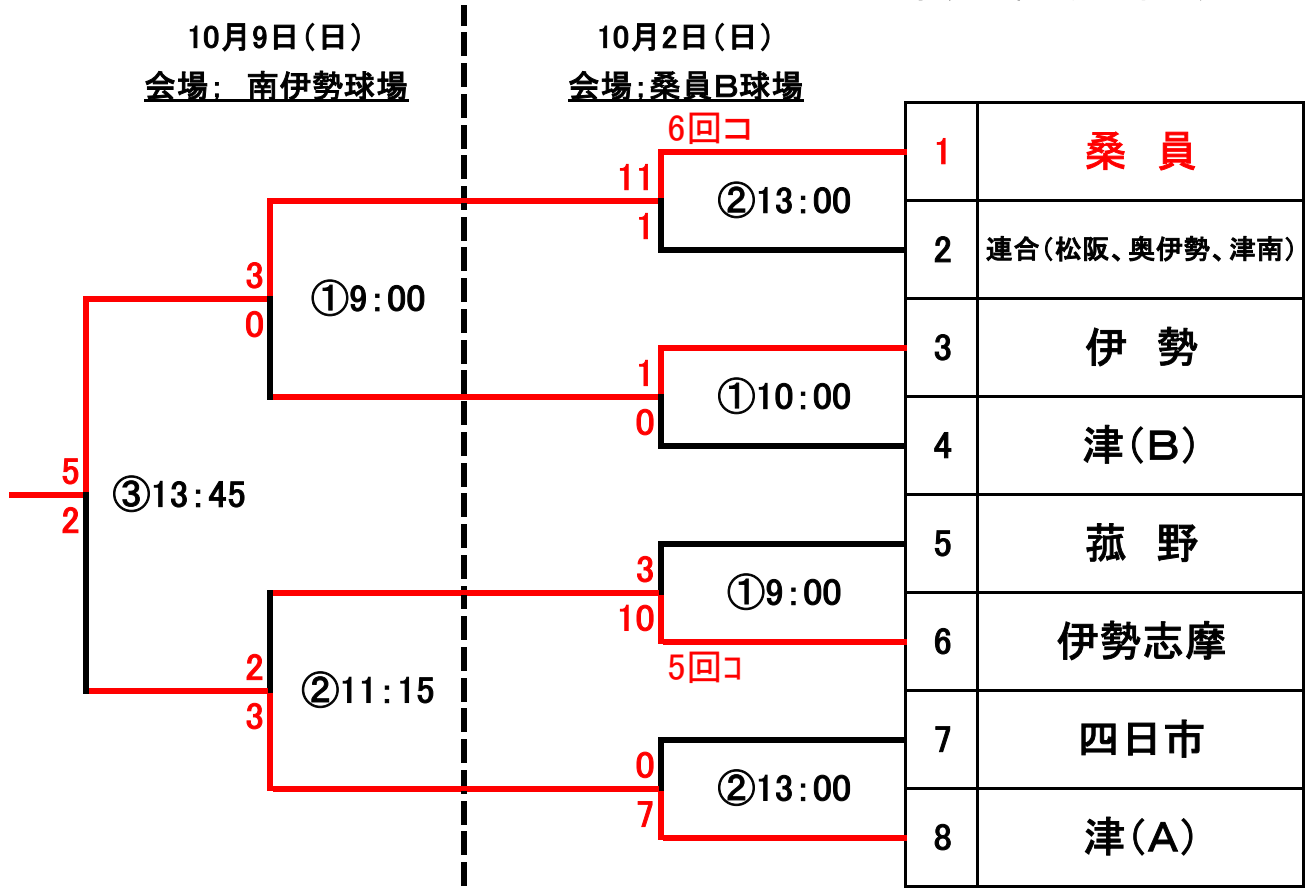 10月9日(日)
10月2日(日)
会場; 南伊勢球場
会場;桑員B球場
6回コ
1 桑 員
11
②13:00
1
2 連合(松阪、奥伊勢、津南)
3
①9:00
0
3 伊 勢
1
①10:00
0
4 津(B)
5
③13:45
2
5 菰 野
3
①9:00
10
6 伊勢志摩
5回コ
2
②11:15
3
7 四日市
0
②13:00
7
8 津(A)